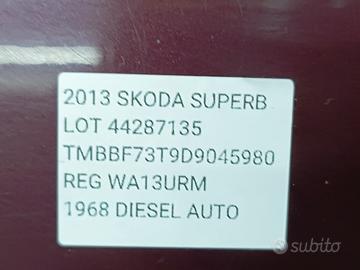 2013 SKODA SUPERB
LOT 44287135
TMBBF73T9D9045980
REG WA13URM
1968 DIESEL AUTO
subito